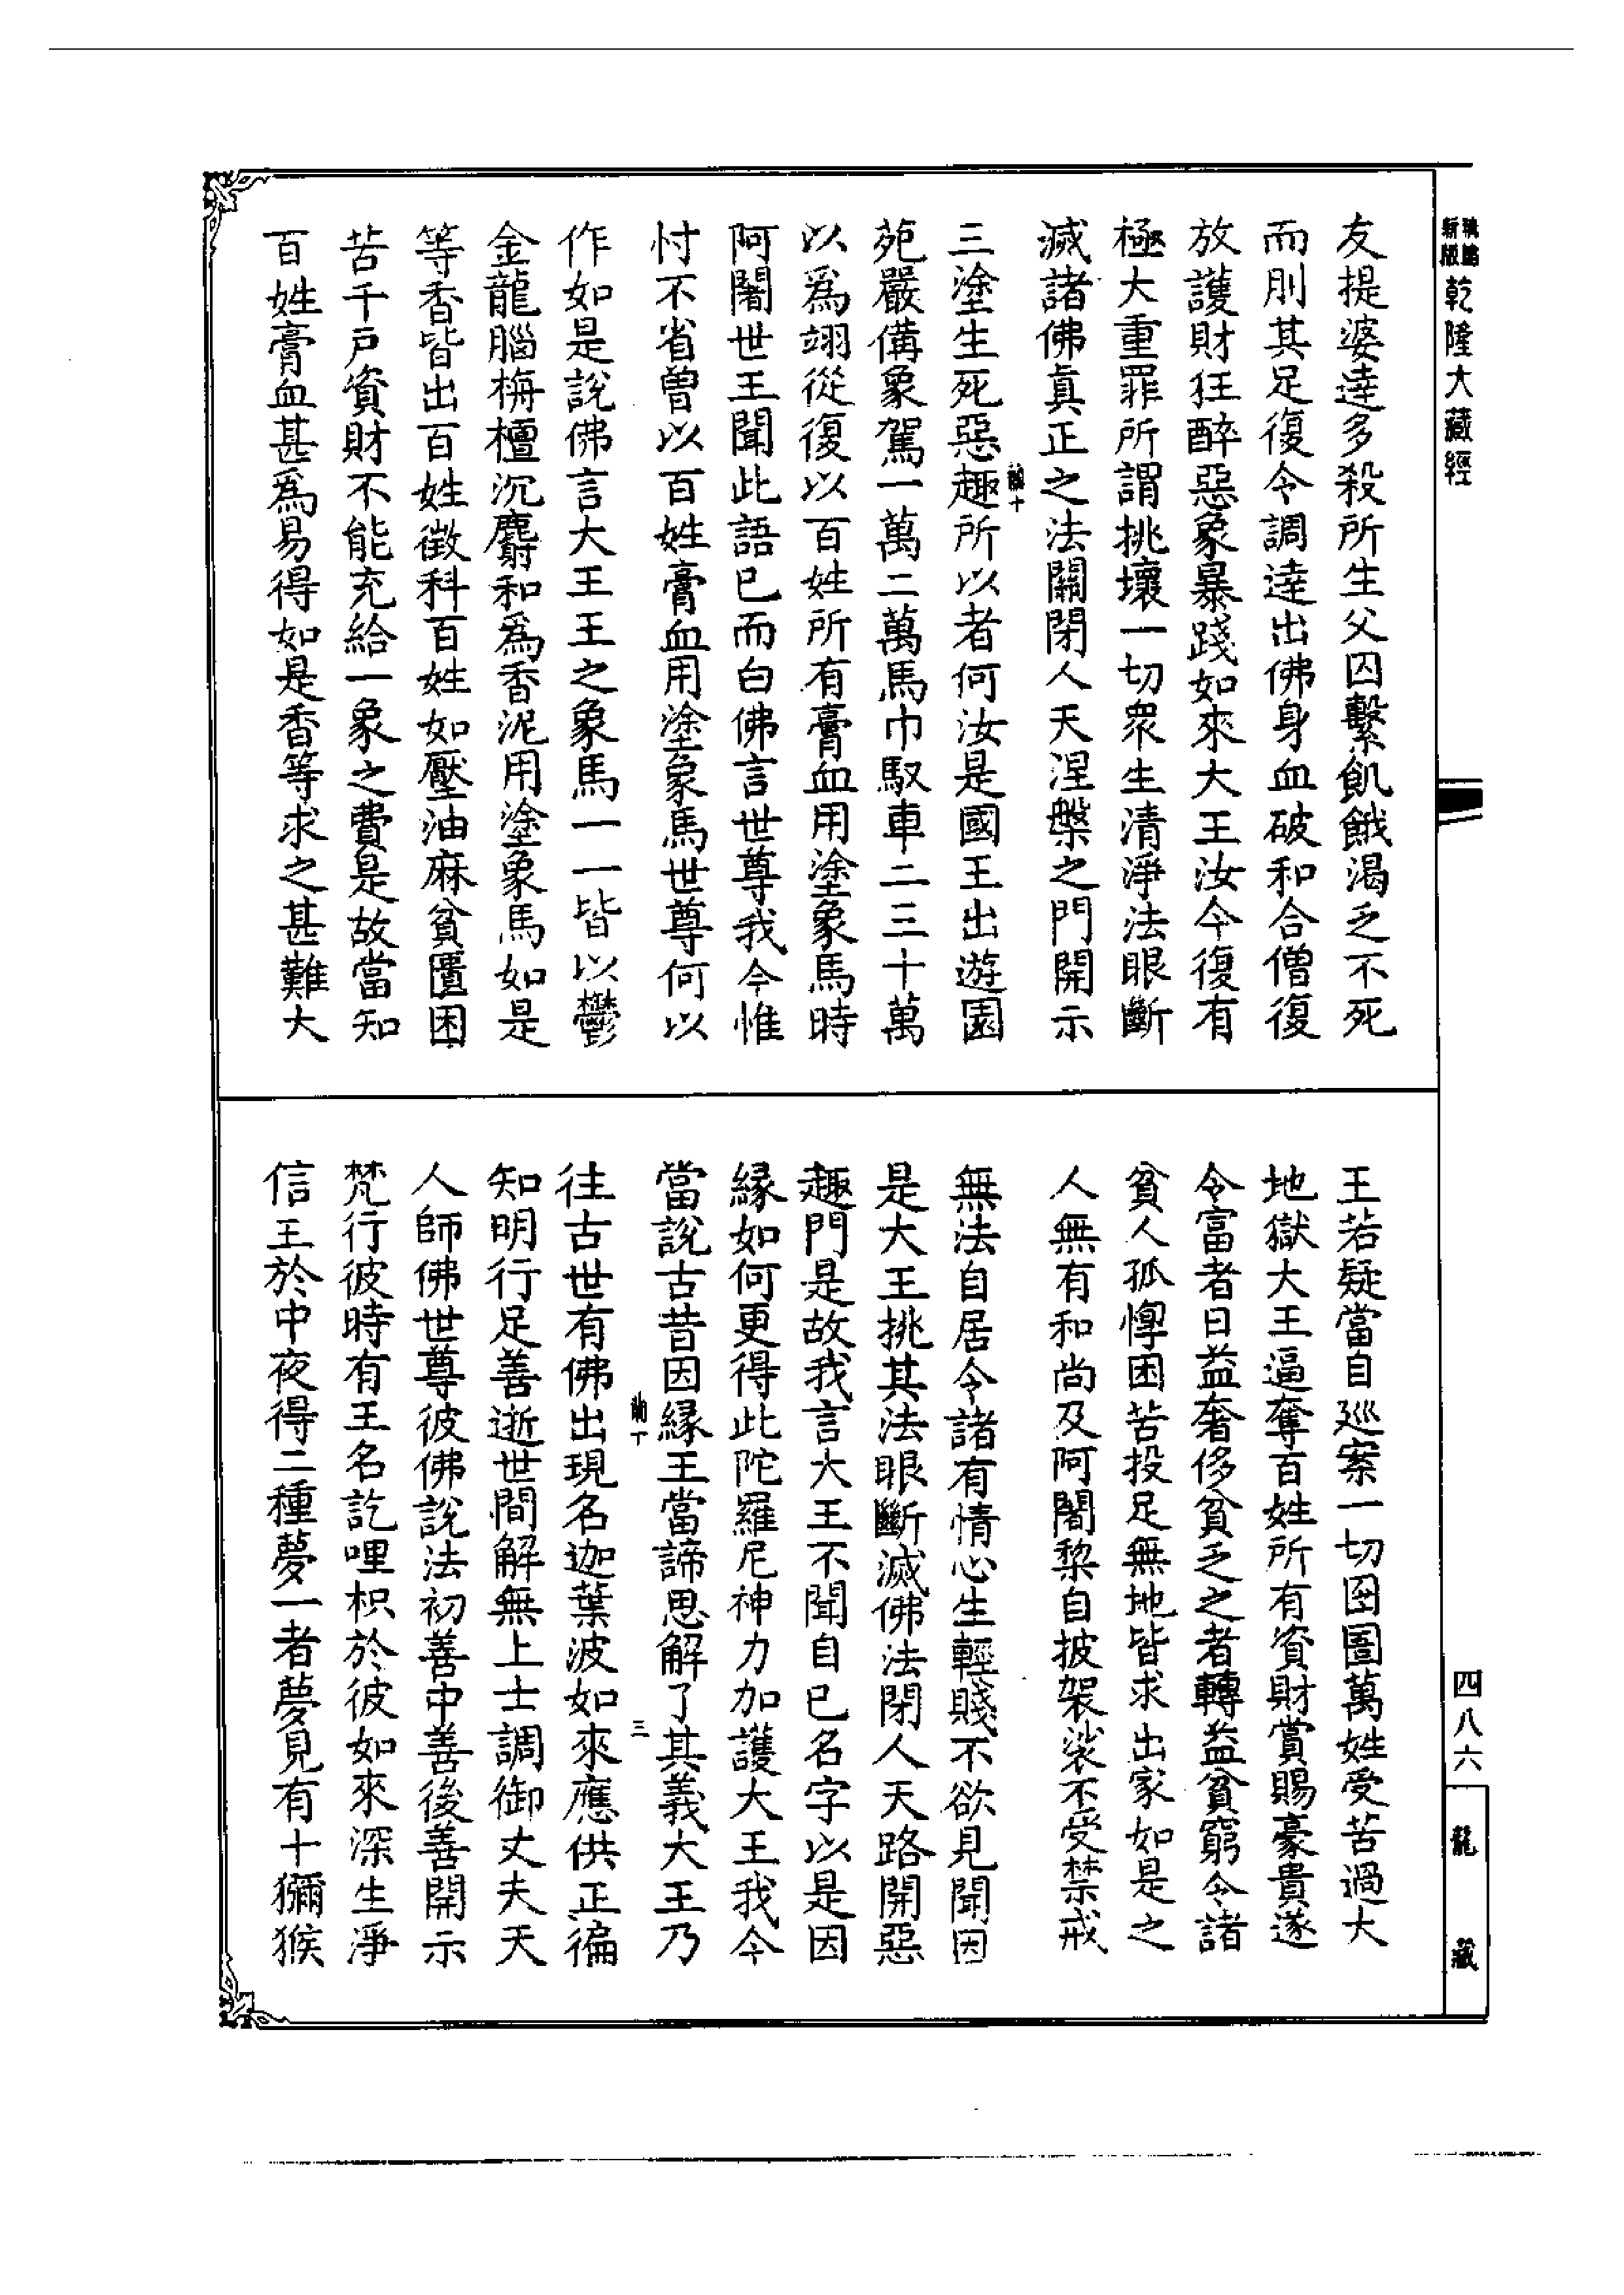 新版
乾隆大藏經
友提婆達多殺所生父囚繫飢餓渴乏不死
而刖其足復令調達出佛身血破和合僧復
放護財狂醉惡象暴踐如來大王汝今復有
極大重罪所謂挑壞一切眾生清淨法眼斷
滅諸佛真正之法關閉人天涅槃之門開示
三塗生死惡趣所以者何汝是國王出遊園
苑嚴備象駕一萬二萬馬巾馭車二三十萬
以為翊從復以百姓所有膏血用塗象馬時
阿闍世王聞此語已而白佛言世尊我今惟
忖不省曾以百姓膏血用塗象馬世尊何以
作如是說佛言大王王之象馬一一皆以鬱
金龍腦栴檀沉麝和為香泥用塗象馬如是
等香皆出百姓徵科百姓如壓油麻貧匱困
苦千戶資財不能充給一象之費是故當知
百姓膏血甚為易得如是香等求之甚難大
王若疑當自巡案一切囹圄萬姓受苦過大
地獄大王逼奪百姓所有資財賞賜豪貴遂
令富者日益奢侈貧乏之者轉益貧窮令諸
貧人孤惸困苦投足無地皆求出家如是之
人無有和尚及阿闍黎自披袈裟不受禁戒
無法自居令諸有情心生輕賤不欲見聞因
是大王挑其法眼斷滅佛法閉人天路開惡
趣門是故我言大王不聞自已名字以是因
緣如何更得此陀羅尼神力加護大王我今
當說古昔因緣王當諦思解了其義大王乃
三
往古世有佛出現名迦葉波如來應供正徧
知明行足善逝世間解無上士調御丈夫天
人師佛世尊彼佛說法初善中善後善開示
梵行彼時有王名訖哩枳於彼如來深生淨
信王於中夜得二種夢一者夢見有十獼猴
四八六
龍藏